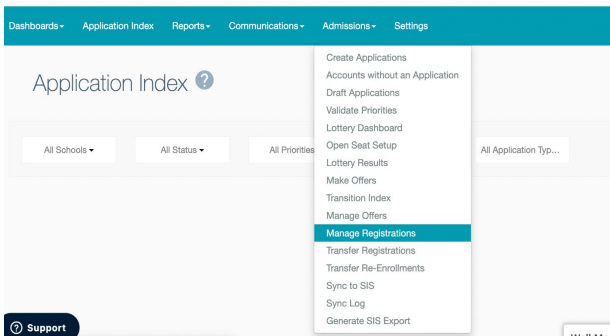 Dashboards Application Index Reports Communications Admissions Settings
Application Index ?
All Schools All Status All Priorities All Application Typ...
Create Applications
Accounts without an Application
Draft Applications
Validate Priorities
Lottery Dashboard
Open Seat Setup
Lottery Results
Make Offers
Transition Index
Manage Offers
Manage Registrations
Transfer Registrations
Transfer Re-Enrollments
Sync to SIS
Sync Log
Generate SIS Export
? Support